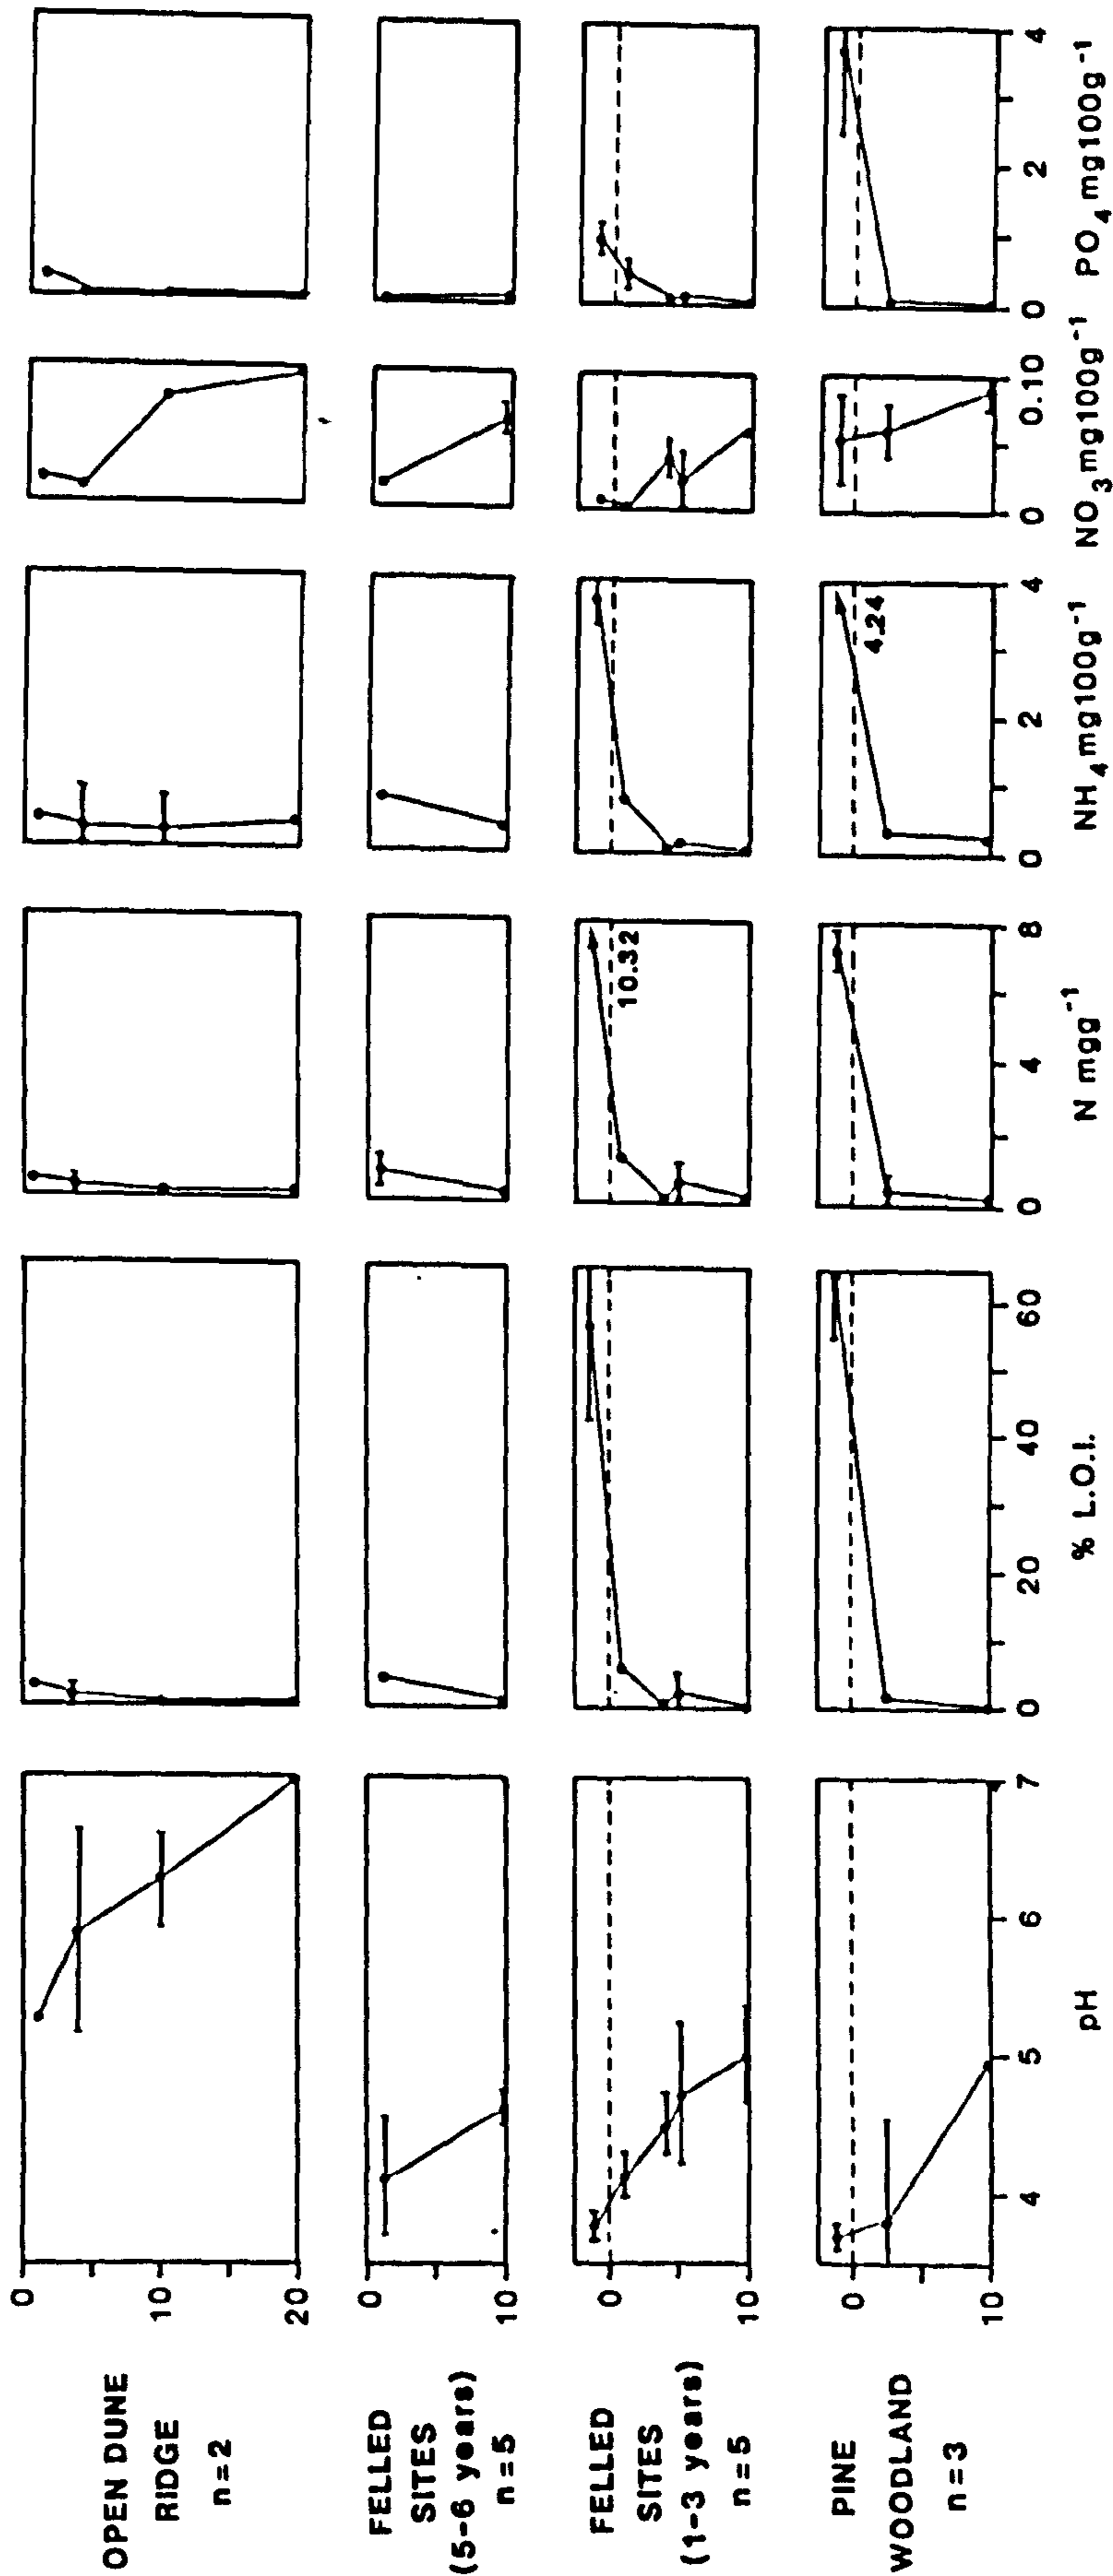 OPEN DUNE
RIDGE
n=2
0
10
20
FELLED
SITES
(5-6 years)
n=5
0
10
FELLED
SITES
(1-3 years)
n=5
0
10
10.32
PINE
WOODLAND
n=3
0
10
4.24
4 5 6 7
pH
0 20 40 60
% L.O.I.
0 4 8
N mgg⁻¹
0 2 4
NH₄ mg100g⁻¹
0 0.10
NO₃ mg100g⁻¹
0 2 4
PO₄ mg100g⁻¹